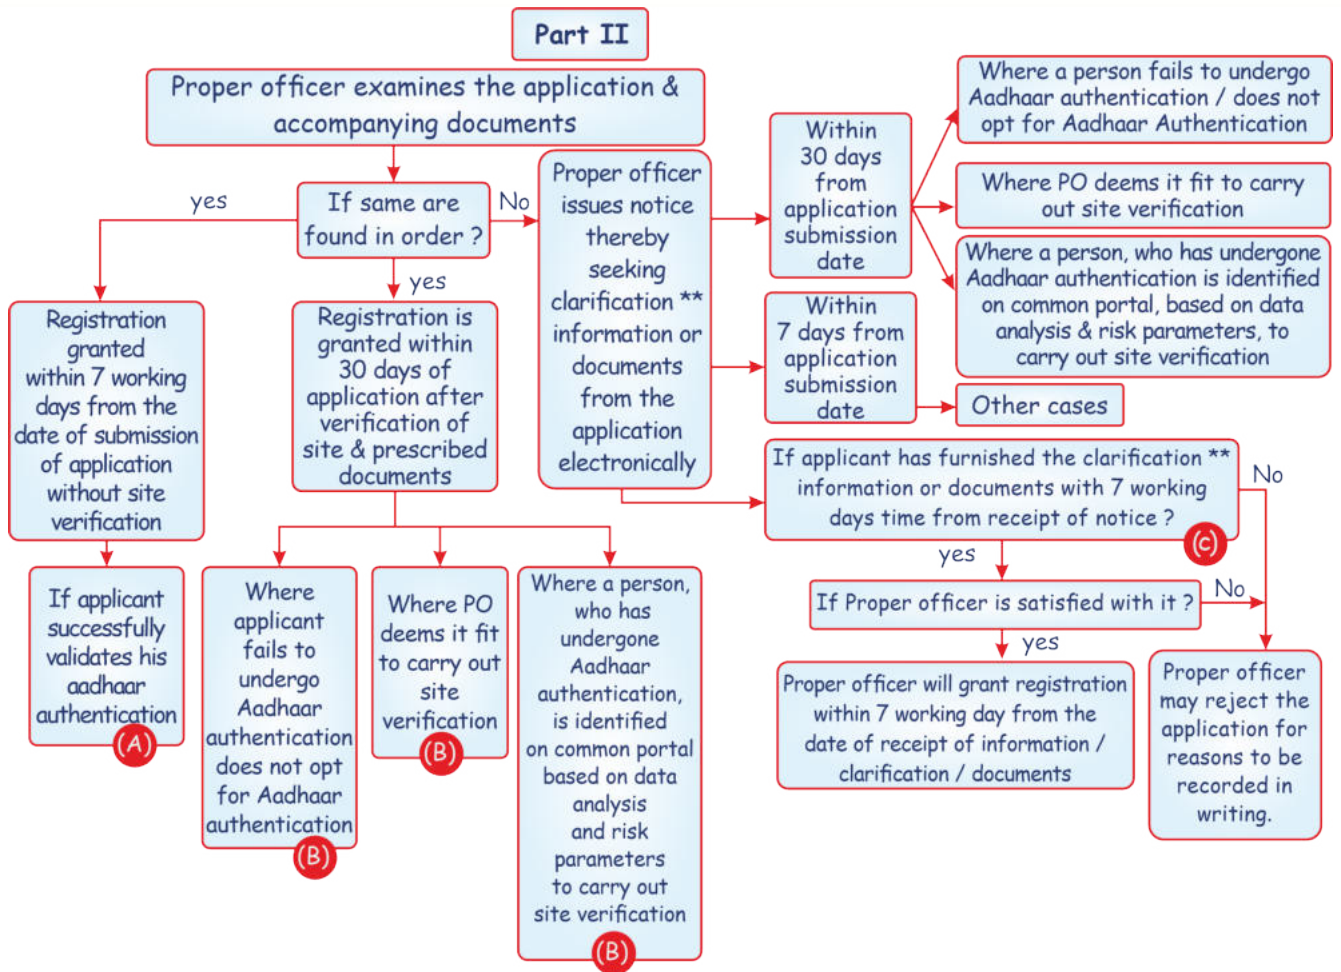 Part II
Proper officer examines the application &
accompanying documents
If same are
found in order ?
yes
No
yes
Registration
granted
within 7 working
days from the
date of submission
of application
without site
verification
If applicant
successfully
validates his
aadhaar
authentication
(A)
Registration is
granted within
30 days of
application after
verification of
site & prescribed
documents
Where
applicant
fails to
undergo
Aadhaar
authentication
does not opt
for Aadhaar
authentication
(B)
Where PO
deems it fit
to carry out
site
verification
(B)
Where a person,
who has
undergone
Aadhaar
authentication,
is identified
on common portal
based on data
analysis
and risk
parameters
to carry out
site verification
(B)
Proper officer
issues notice
thereby
seeking
clarification **
information or
documents
from the
application
electronically
Within
30 days
from
application
submission
date
Where a person fails to undergo
Aadhaar authentication / does not
opt for Aadhaar Authentication
Where PO deems it fit to carry
out site verification
Where a person, who has undergone
Aadhaar authentication is identified
on common portal, based on data
analysis & risk parameters, to
carry out site verification
Within
7 days from
application
submission
date
Other cases
If applicant has furnished the clarification **
information or documents with 7 working
days time from receipt of notice ?
(c)
No
yes
If Proper officer is satisfied with it ?
No
yes
Proper officer will grant registration
within 7 working day from the
date of receipt of information /
clarification / documents
Proper officer
may reject the
application for
reasons to be
recorded in
writing.